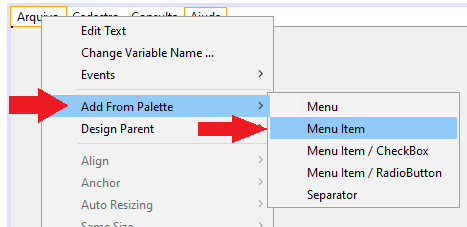 Arquivo Cadastro Consulta Ajuda
Edit Text
Change Variable Name ...
Events
Add From Palette
Design Parent
Align
Anchor
Auto Resizing
Same Size
Menu
Menu Item
Menu Item / CheckBox
Menu Item / RadioButton
Separator